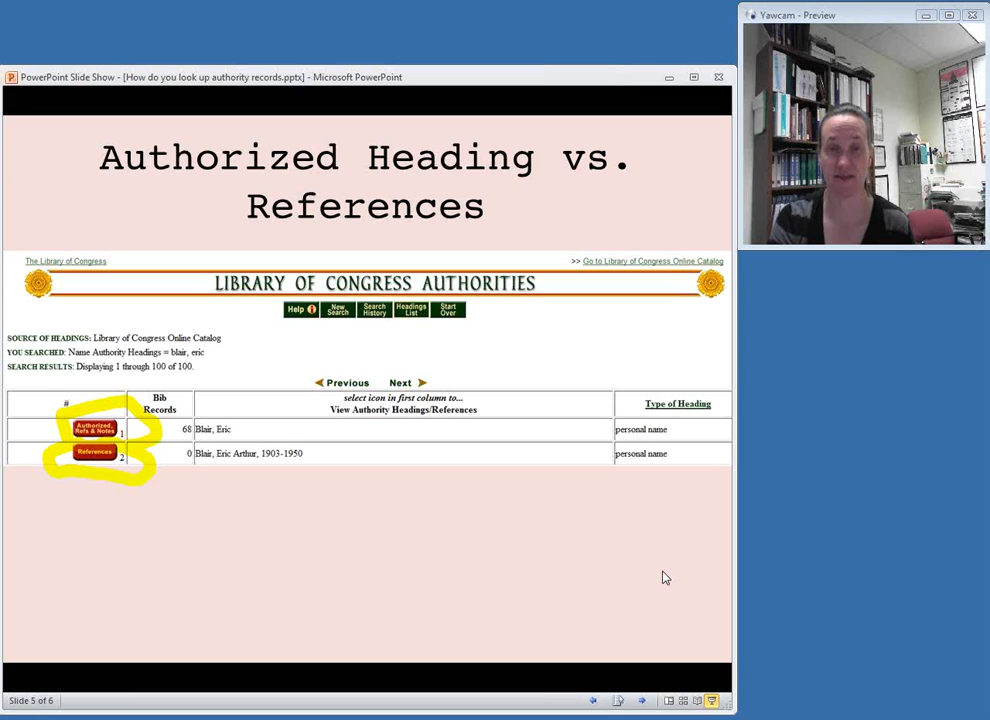 Yawcam - Preview
PowerPoint Slide Show - [How do you look up authority records.pptx] - Microsoft PowerPoint
Authorized Heading vs.
References
The Library of Congress
>> Go to Library of Congress Online Catalog
LIBRARY OF CONGRESS AUTHORITIES
Help i New Search Search History Headings List Start Over
SOURCE OF HEADINGS: Library of Congress Online Catalog
YOU SEARCHED: Name Authority Headings = blair, eric
SEARCH RESULTS: Displaying 1 through 100 of 100.
Previous Next
# Bib Records select icon in first column to... View Authority Headings/References Type of Heading
Authorized, Refs & Notes 1 68 Blair, Eric personal name
References 2 0 Blair, Eric Arthur, 1903-1950 personal name
Slide 5 of 6